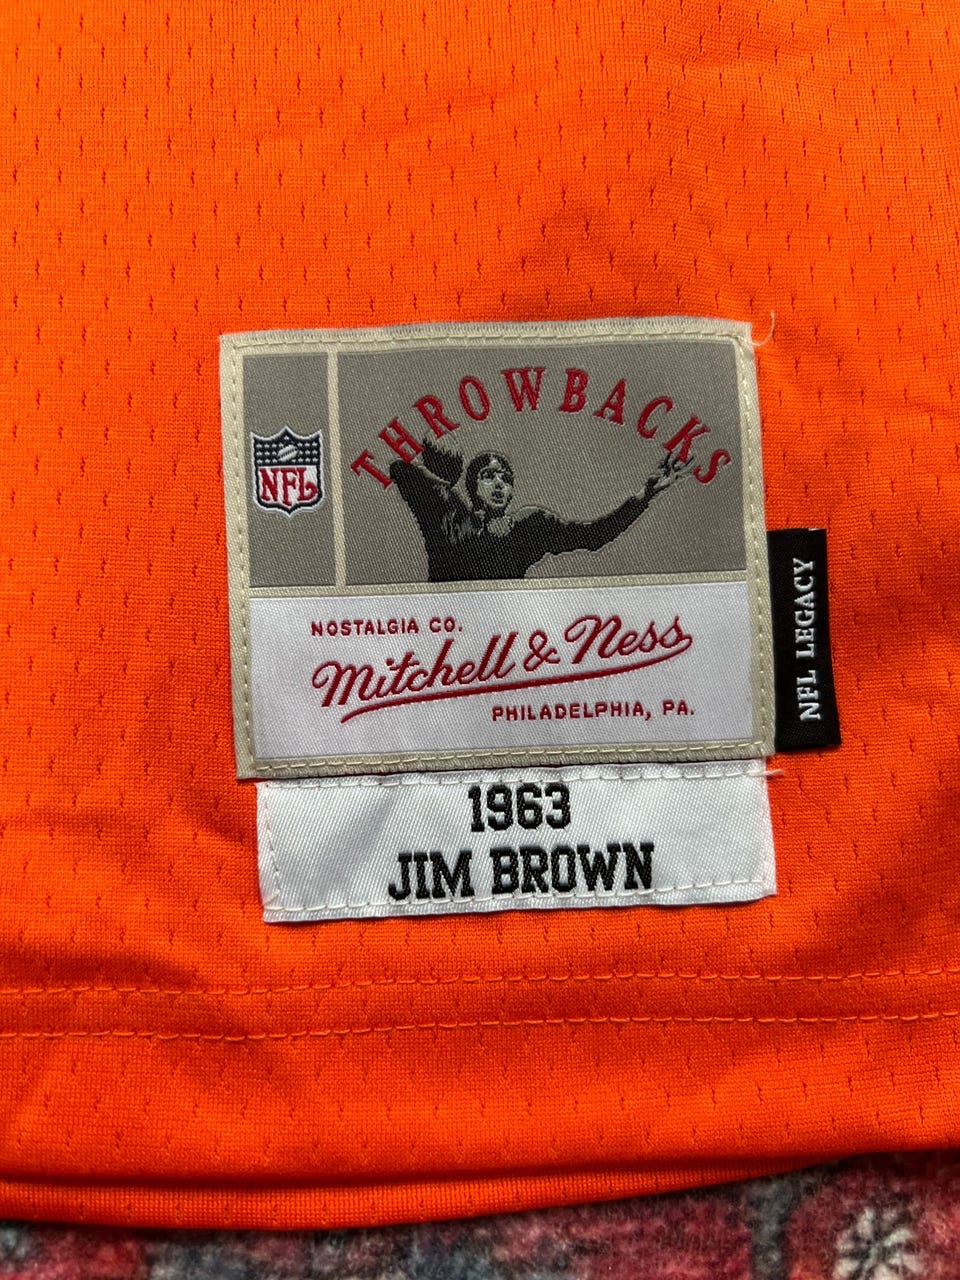 THROWBACKS
NFL
NOSTALGIA CO.
Mitchell & Ness
PHILADELPHIA, PA.
NFL LEGACY
1963
JIM BROWN